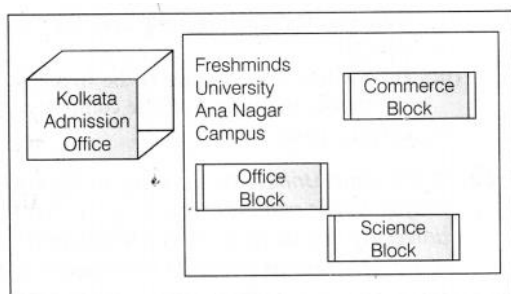 Kolkata
Admission
Office
Freshminds
University
Ana Nagar
Campus
Commerce
Block
Office
Block
Science
Block